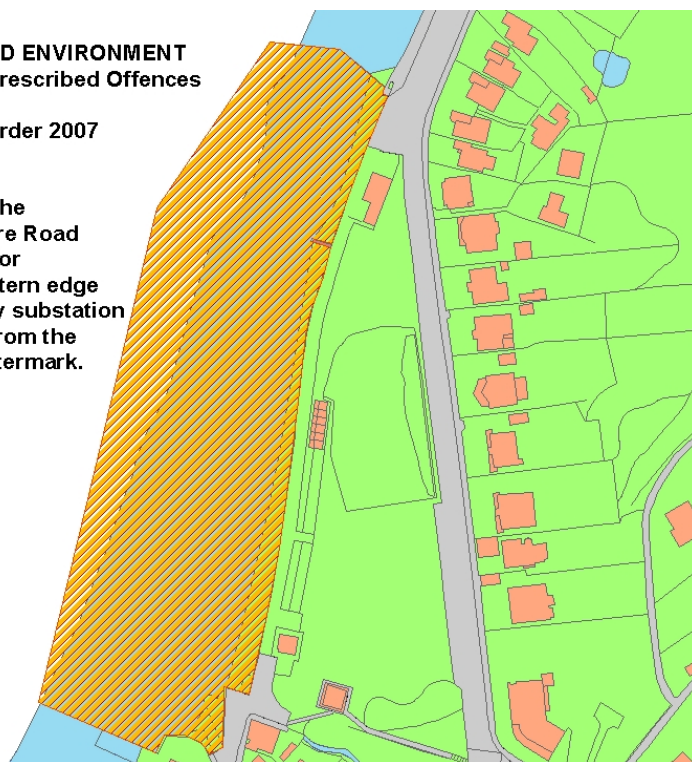 D ENVIRONMENT
rescribed Offences
rder 2007
he
re Road
or
tern edge
y substation
rom the
termark.